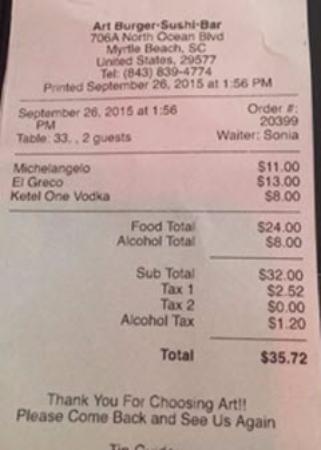 Art Burger-Sushi-Bar
706A North Ocean Blvd
Myrtle Beach, SC
United States, 29577
Tel: (843) 839-4774
Printed September 26, 2015 at 1:56 PM
September 26, 2015 at 1:56 PM Order #: 20399
Table: 33, , 2 guests Waiter: Sonia
Michelangelo $11.00
El Greco $13.00
Ketel One Vodka $8.00
Food Total $24.00
Alcohol Total $8.00
Sub Total $32.00
Tax 1 $2.52
Tax 2 $0.00
Alcohol Tax $1.20
Total $35.72
Thank You For Choosing Art!!
Please Come Back and See Us Again